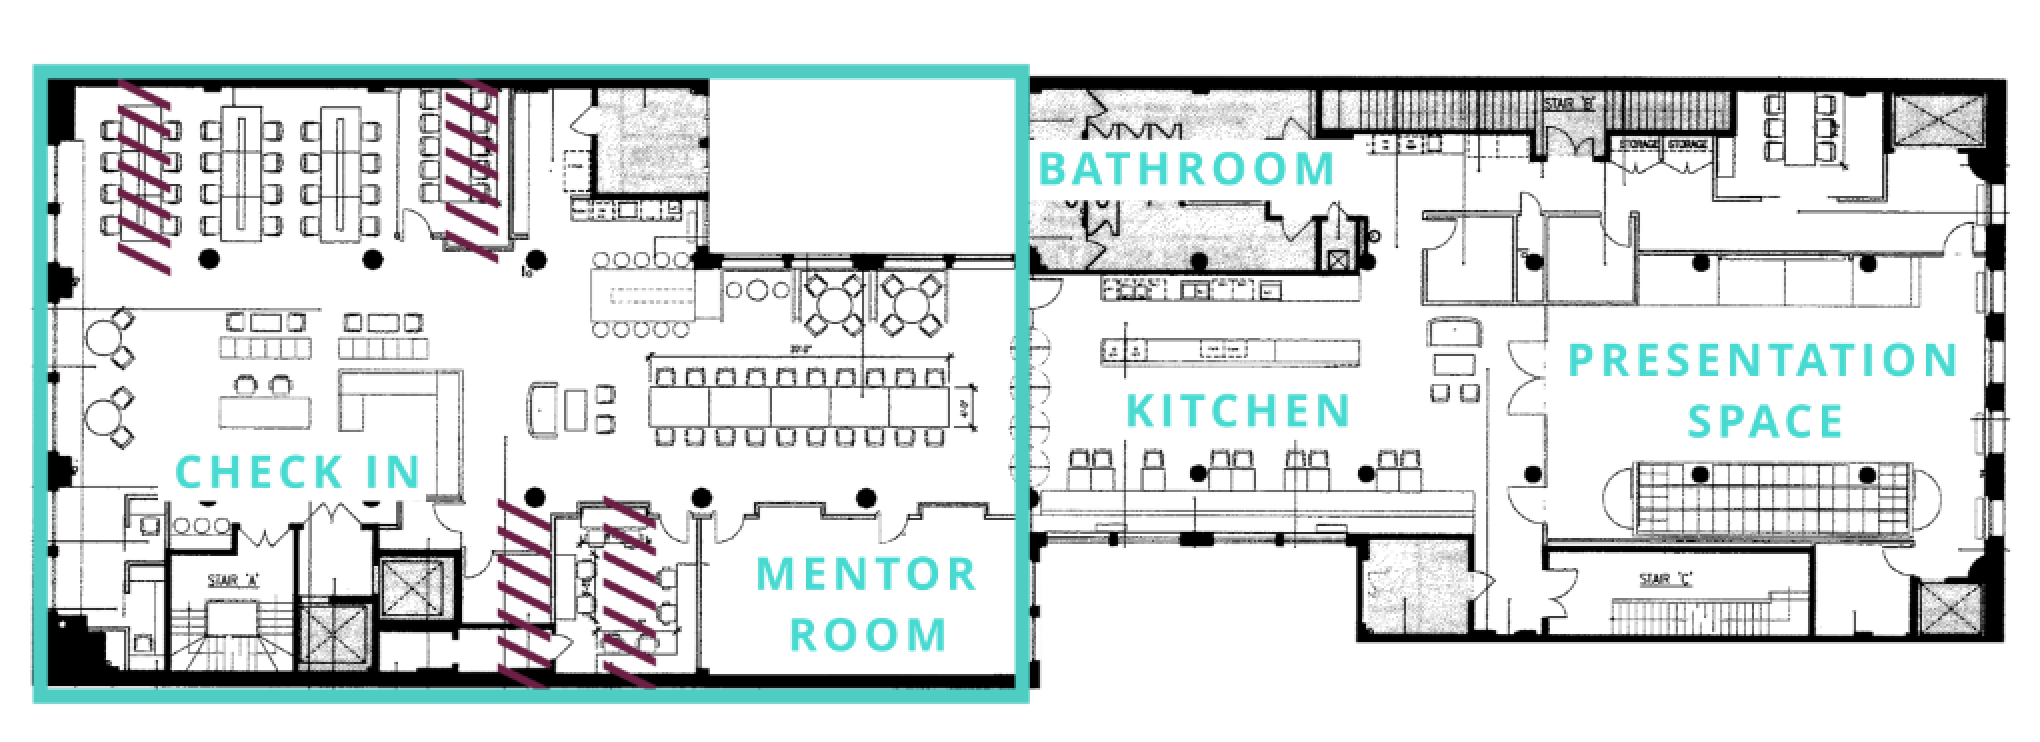 STAIR 'B'
STORAGE STORAGE
BATHROOM
PRESENTATION
SPACE
KITCHEN
CHECK IN
MENTOR
ROOM
STAIR 'A'
STAIR 'C'